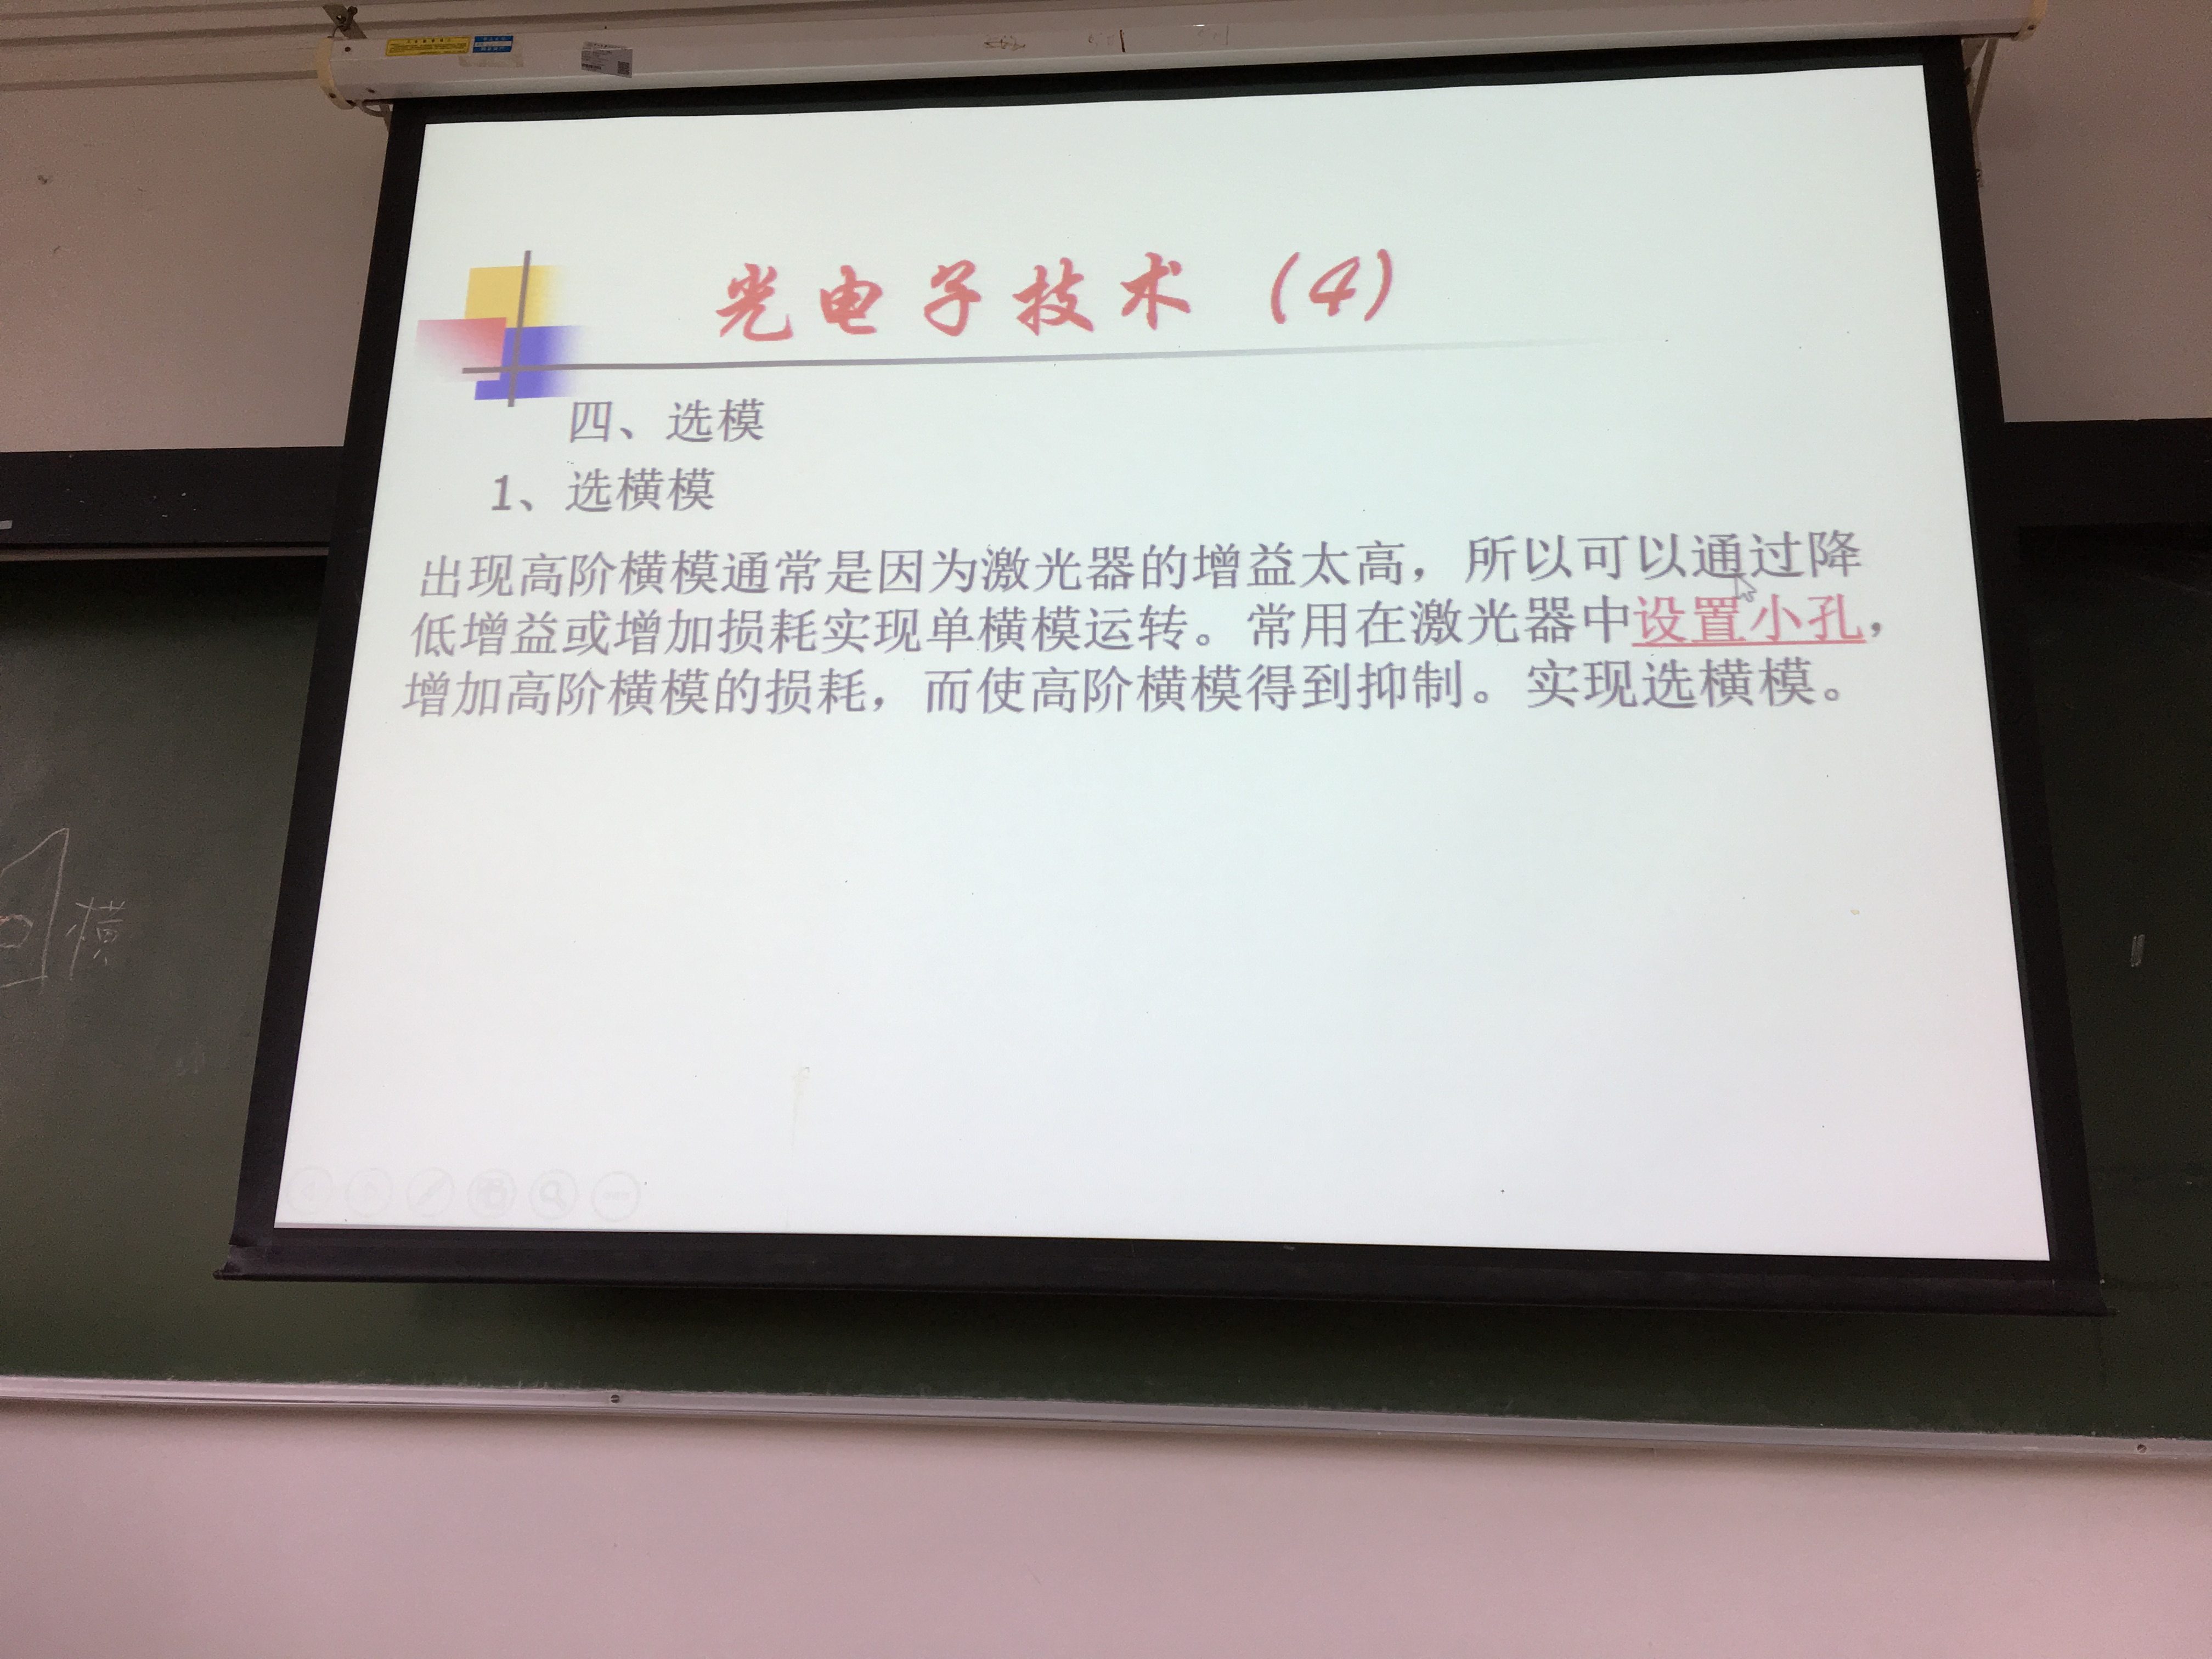 光电子技术（4）
四、选模
1、选横模
出现高阶横模通常是因为激光器的增益太高，所以可以通过降
低增益或增加损耗实现单横模运转。常用在激光器中设置小孔，
增加高阶横模的损耗，而使高阶横模得到抑制。实现选横模。
横